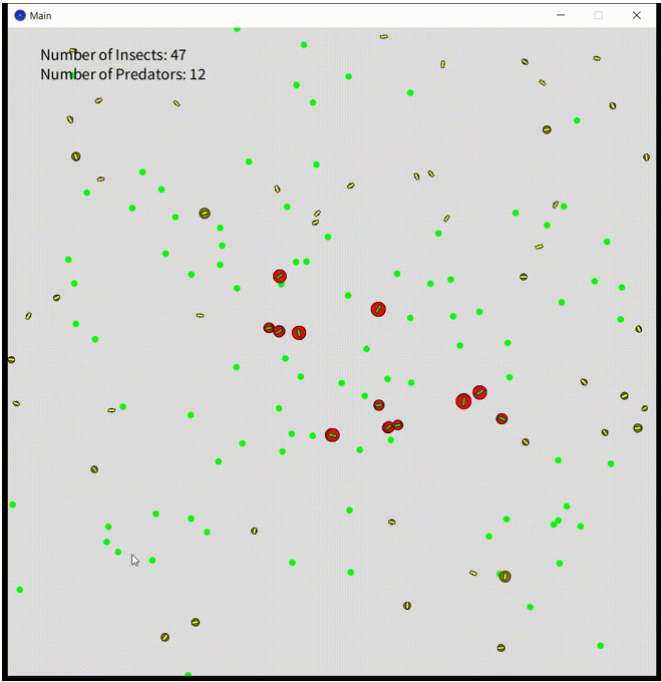 Main
Number of Insects: 47
Number of Predators: 12